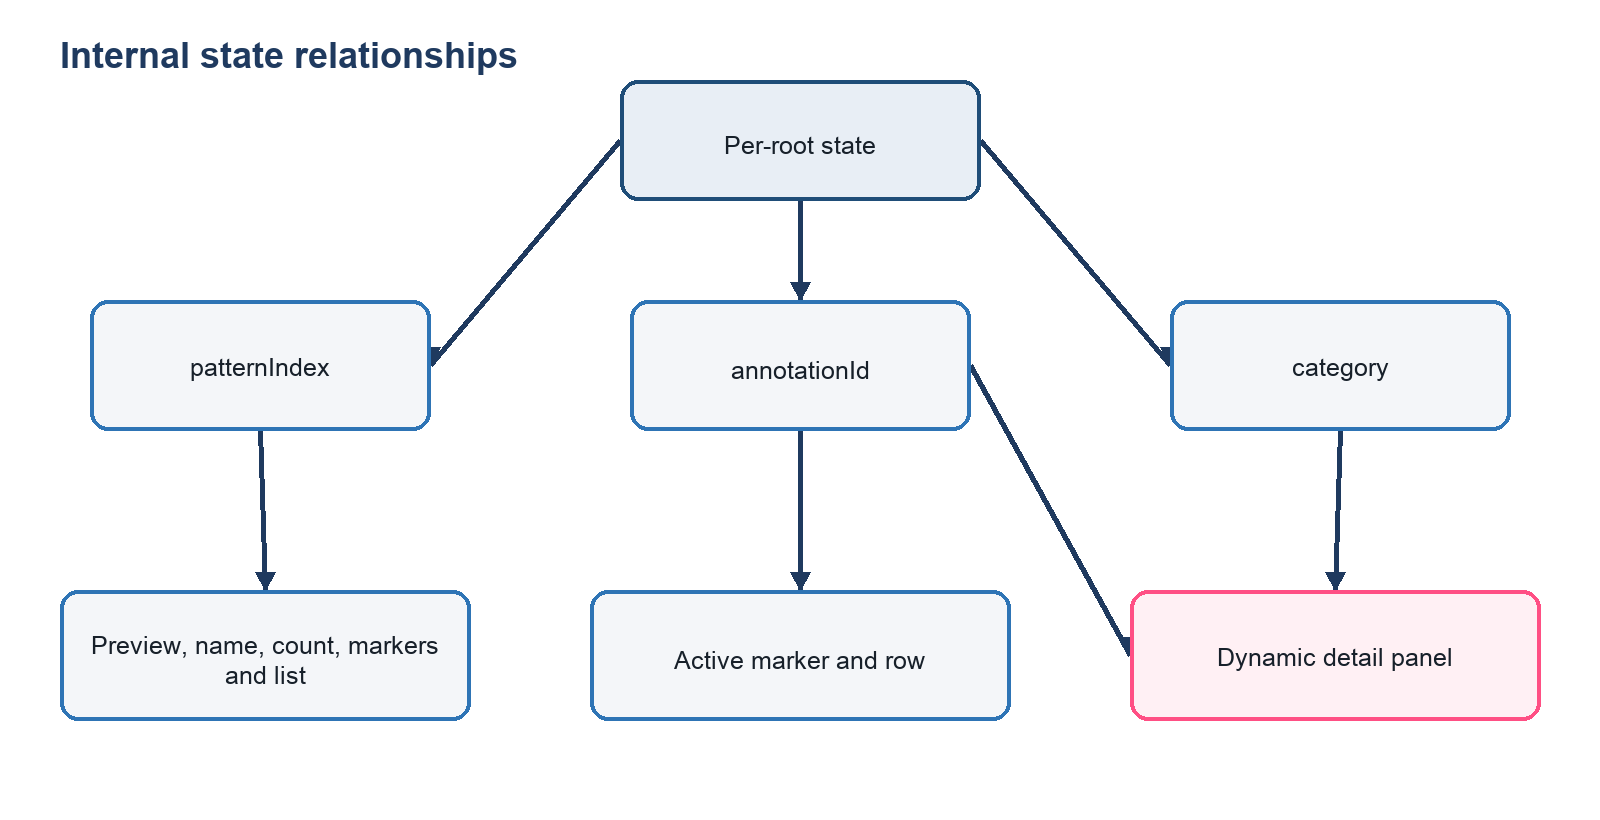 Internal state relationships
Per-root state
patternIndex
annotationId
category
Preview, name, count, markers
and list
Active marker and row
Dynamic detail panel